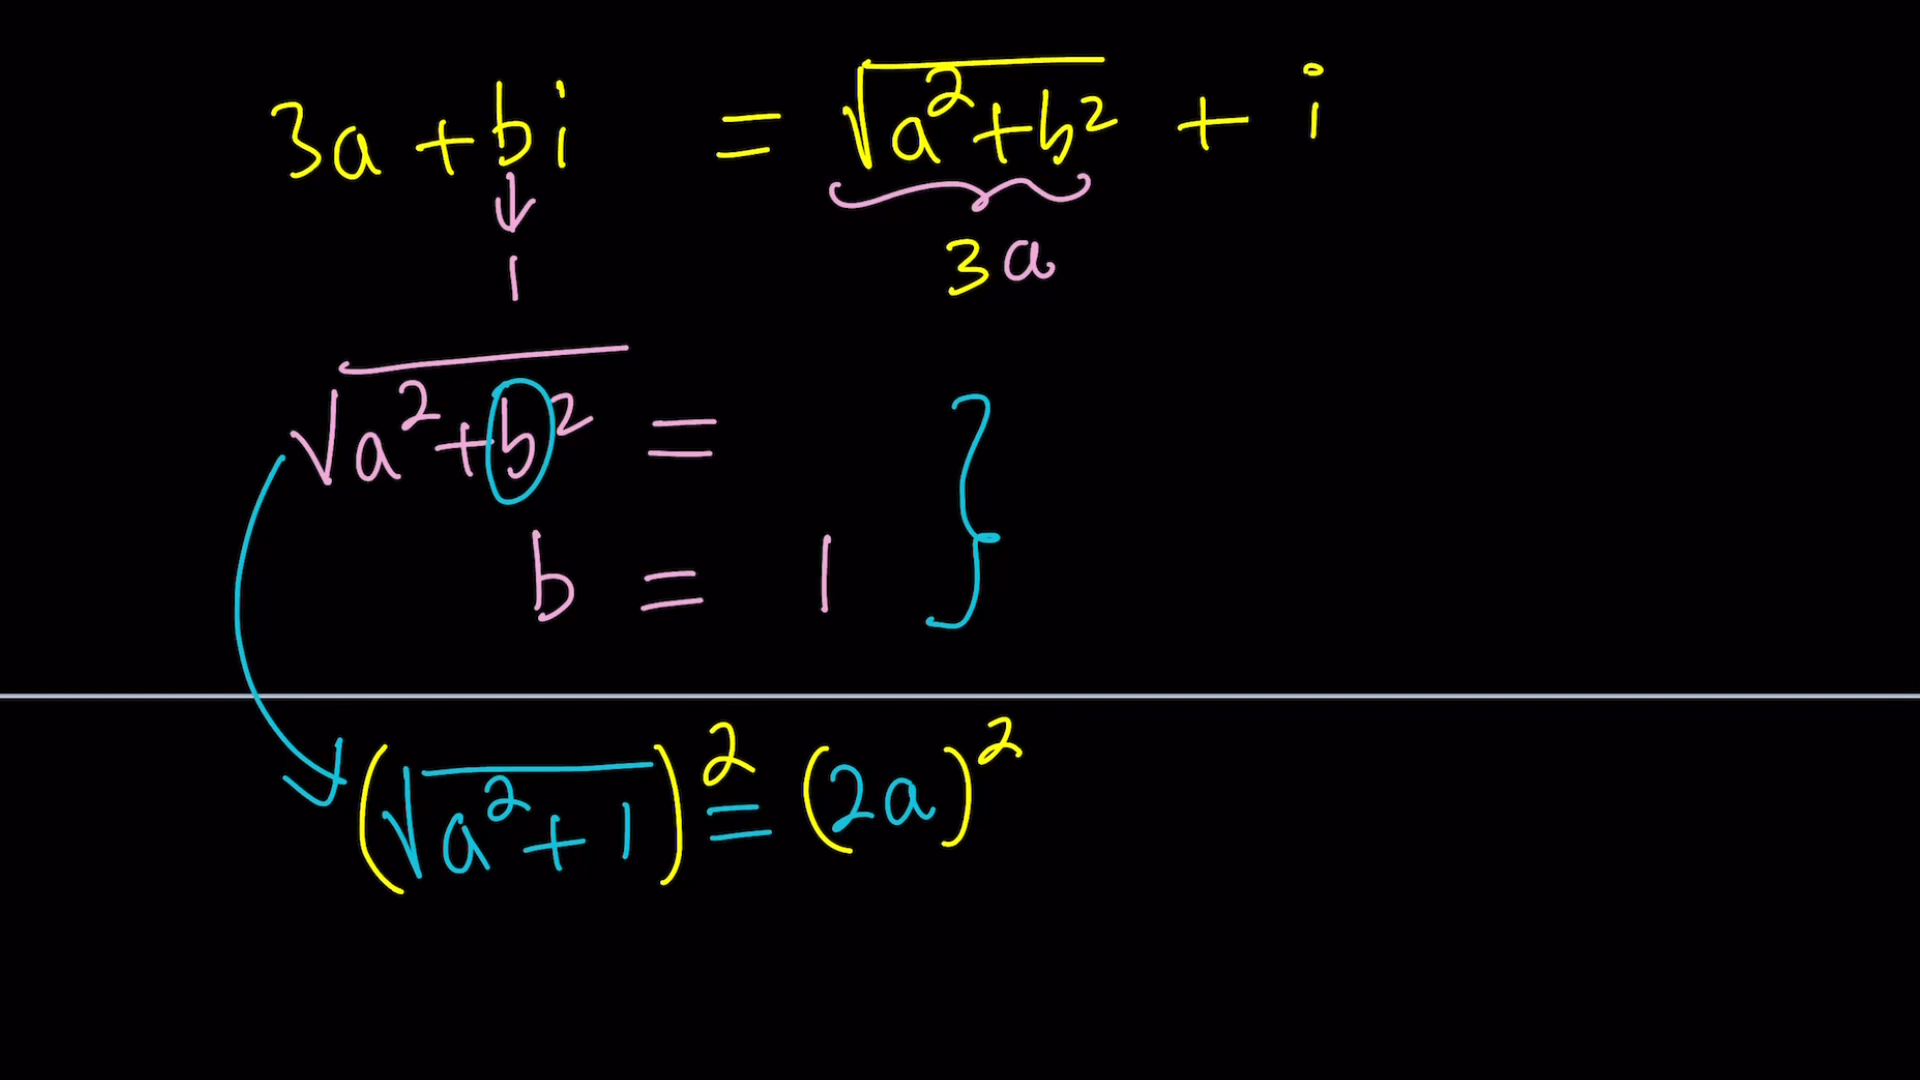 3a + bi = √(a² + b²) + i
↓
1 3a
√(a² + b²) =
b = 1
(√(a² + 1))² = (2a)²